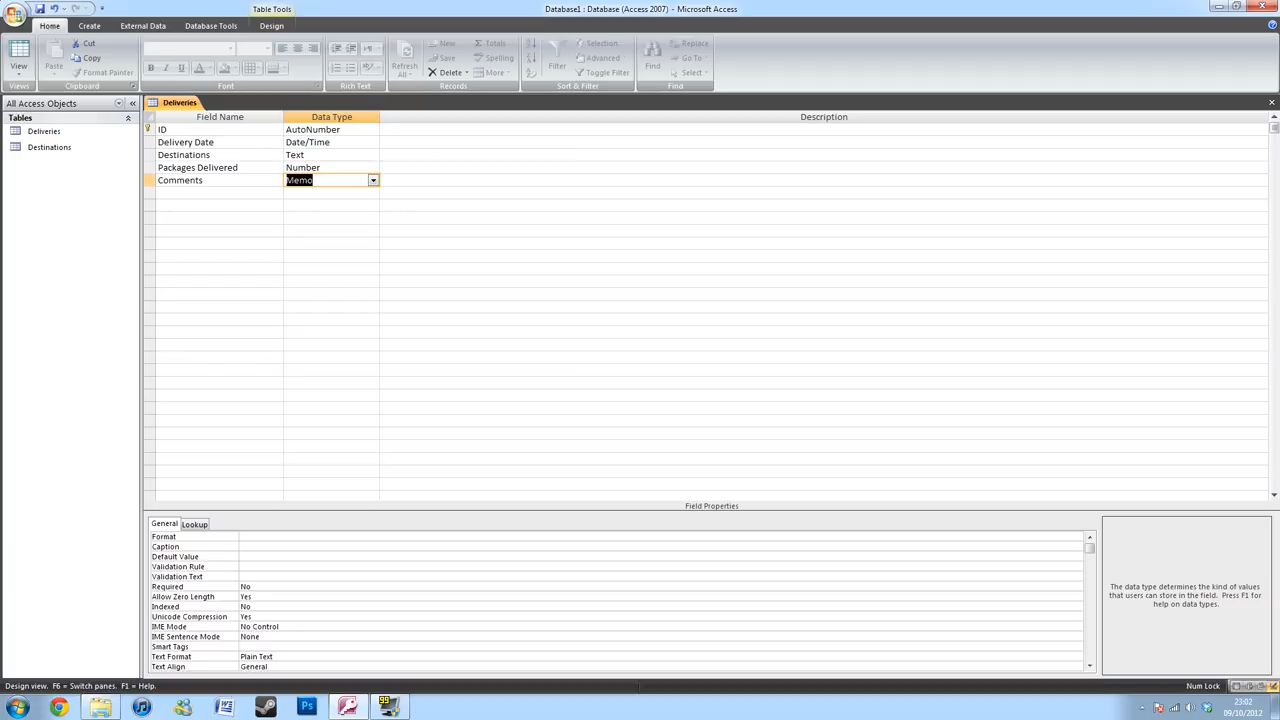 Table Tools
Database1 : Database (Access 2007) - Microsoft Access
Home
Create
External Data
Database Tools
Design
View
Views
Paste
Cut
Copy
Format Painter
Clipboard
B I U
A
Font
Rich Text
Refresh All
New
Save
Delete
Totals
Spelling
More
Records
Filter
Selection
Advanced
Toggle Filter
Sort & Filter
Find
Replace
Go To
Select
Find
All Access Objects
Tables
Deliveries
Destinations
Deliveries
Field Name Data Type Description
ID AutoNumber
Delivery Date Date/Time
Destinations Text
Packages Delivered Number
Comments Memo
Field Properties
General Lookup
Format
Caption
Default Value
Validation Rule
Validation Text
Required No
Allow Zero Length Yes
Indexed No
Unicode Compression Yes
IME Mode No Control
IME Sentence Mode None
Smart Tags
Text Format Plain Text
Text Align General
The data type determines the kind of values
that users can store in the field. Press F1 for
help on data types.
Design view. F6 = Switch panes. F1 = Help.
Num Lock
W
Ps
99
23:02
09/10/2012